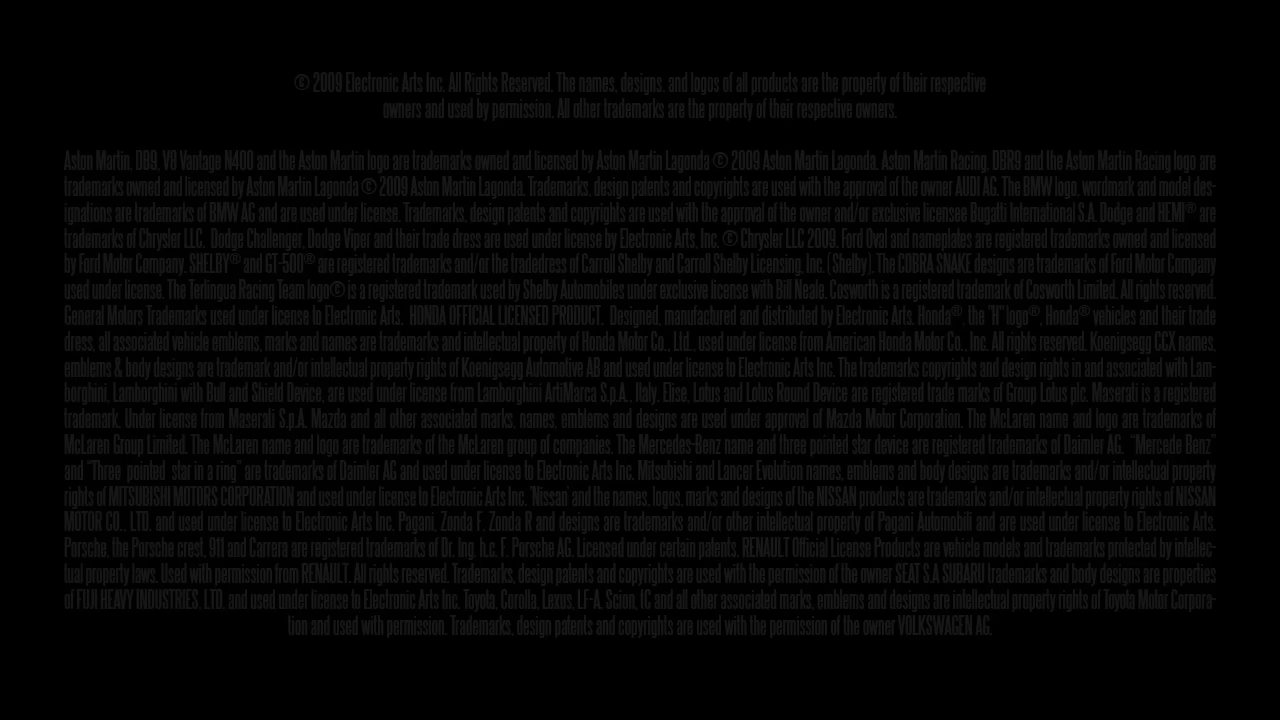 © 2009 Electronic Arts Inc. All Rights Reserved. The names, designs, and logos of all products are the property of their respective
owners and used by permission. All other trademarks are the property of their respective owners.
Aston Martin, DB9, V8 Vantage N400 and the Aston Martin logo are trademarks owned and licensed by Aston Martin Lagonda © 2009 Aston Martin Lagonda. Aston Martin Racing, DBR9 and the Aston Martin Racing logo are
trademarks owned and licensed by Aston Martin Lagonda © 2009 Aston Martin Lagonda. Trademarks, design patents and copyrights are used with the approval of the owner AUDI AG. The BMW logo, wordmark and model des-
ignations are trademarks of BMW AG and are used under license. Trademarks, design patents and copyrights are used with the approval of the owner and/or exclusive licensee Bugatti International S.A. Dodge and HEMI® are
trademarks of Chrysler LLC. Dodge Challenger, Dodge Viper and their trade dress are used under license by Electronic Arts, Inc. © Chrysler LLC 2009. Ford Oval and nameplates are registered trademarks owned and licensed
by Ford Motor Company. SHELBY® and GT-500® are registered trademarks and/or the tradedress of Carroll Shelby and Carroll Shelby Licensing, Inc. (Shelby). The COBRA SNAKE designs are trademarks of Ford Motor Company
used under license. The Terlingua Racing Team logo© is a registered trademark used by Shelby Automobiles under exclusive license with Bill Neale. Cosworth is a registered trademark of Cosworth Limited. All rights reserved.
General Motors Trademarks used under license to Electronic Arts. HONDA OFFICIAL LICENSED PRODUCT. Designed, manufactured and distributed by Electronic Arts. Honda® the "H" logo®, Honda® vehicles and their trade
dress, all associated vehicle emblems, marks and names are trademarks and intellectual property of Honda Motor Co., Ltd., used under license from American Honda Motor Co., Inc. All rights reserved. Koenigsegg CCX names,
emblems & body designs are trademark and/or intellectual property rights of Koenigsegg Automotive AB and used under license to Electronic Arts Inc. The trademarks copyrights and design rights in and associated with Lam-
borghini, Lamborghini with Bull and Shield Device, are used under license from Lamborghini ArtiMarca S.p.A., Italy. Elise, Lotus and Lotus Round Device are registered trade marks of Group Lotus plc. Maserati is a registered
trademark. Under license from Maserati S.p.A. Mazda and all other associated marks, names, emblems and designs are used under approval of Mazda Motor Corporation. The McLaren name and logo are trademarks of
McLaren Group Limited. The McLaren name and logo are trademarks of the McLaren group of companies. The Mercedes-Benz name and three pointed star device are registered trademarks of Daimler AG. "Mercede Benz"
and "Three pointed star in a ring" are trademarks of Daimler AG and used under license to Electronic Arts Inc. Mitsubishi and Lancer Evolution names, emblems and body designs are trademarks and/or intellectual property
rights of MITSUBISHI MOTORS CORPORATION and used under license to Electronic Arts Inc. 'Nissan' and the names, logos, marks and designs of the NISSAN products are trademarks and/or intellectual property rights of NISSAN
MOTOR CO., LTD. and used under license to Electronic Arts Inc. Pagani, Zonda F, Zonda R and designs are trademarks and/or other intellectual property of Pagani Automobili and are used under license to Electronic Arts.
Porsche, the Porsche crest, 911 and Carrera are registered trademarks of Dr. Ing. h.c. F. Porsche AG. Licensed under certain patents. RENAULT Official License Products are vehicle models and trademarks protected by intellec-
tual property laws. Used with permission from RENAULT. All rights reserved. Trademarks, design patents and copyrights are used with the permission of the owner SEAT S.A SUBARU trademarks and body designs are properties
of FUJI HEAVY INDUSTRIES, LTD. and used under license to Electronic Arts Inc. Toyota, Corolla, Lexus, LF-A, Scion, tC and all other associated marks, emblems and designs are intellectual property rights of Toyota Motor Corpora-
tion and used with permission. Trademarks, design patents and copyrights are used with the permission of the owner VOLKSWAGEN AG.